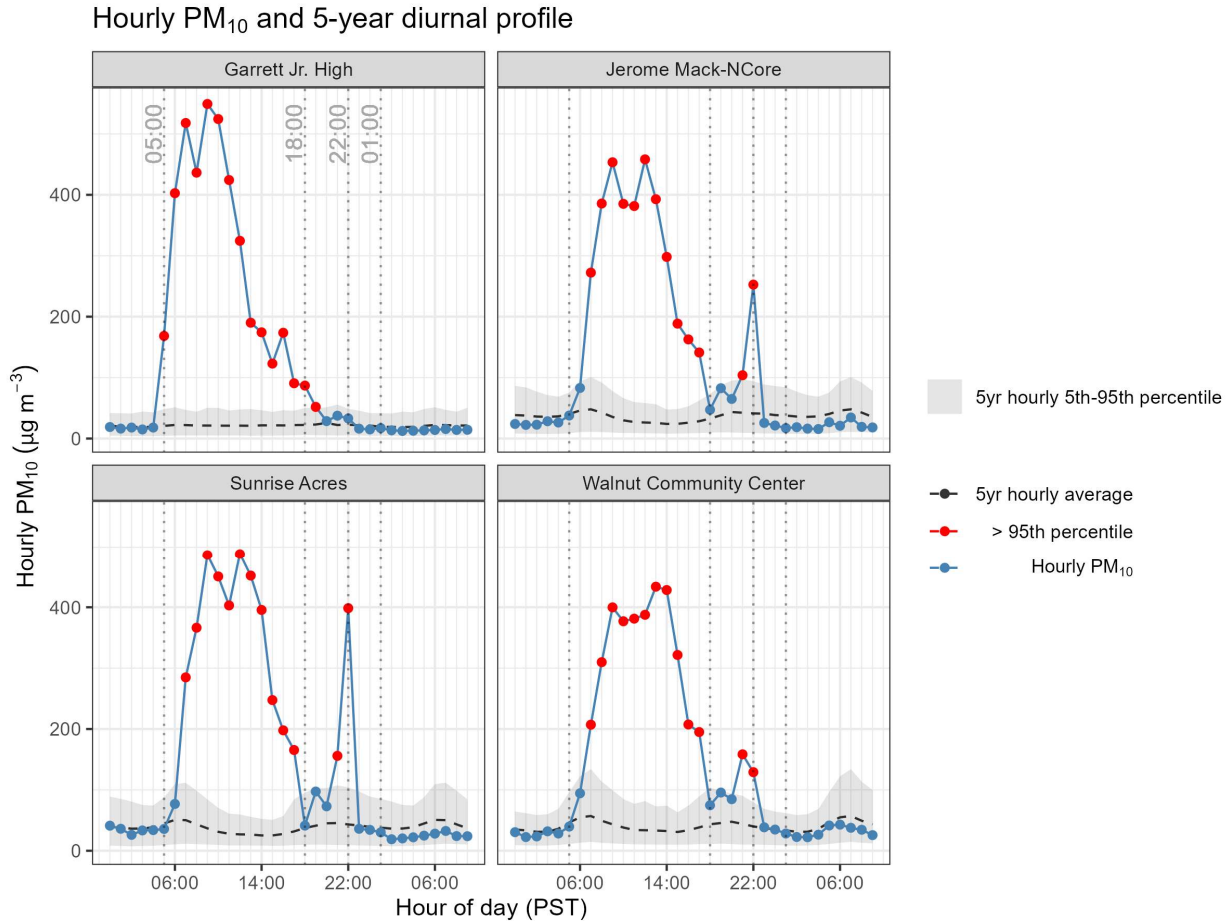 Hourly PM₁₀ and 5-year diurnal profile
Garrett Jr. High
Jerome Mack-NCore
05:00
18:00
22:00
01:00
400
200
0
Sunrise Acres
Walnut Community Center
400
200
0
06:00 14:00 22:00 06:00
06:00 14:00 22:00 06:00
Hour of day (PST)
Hourly PM₁₀ (µg m⁻³)
5yr hourly 5th-95th percentile
5yr hourly average
> 95th percentile
Hourly PM₁₀